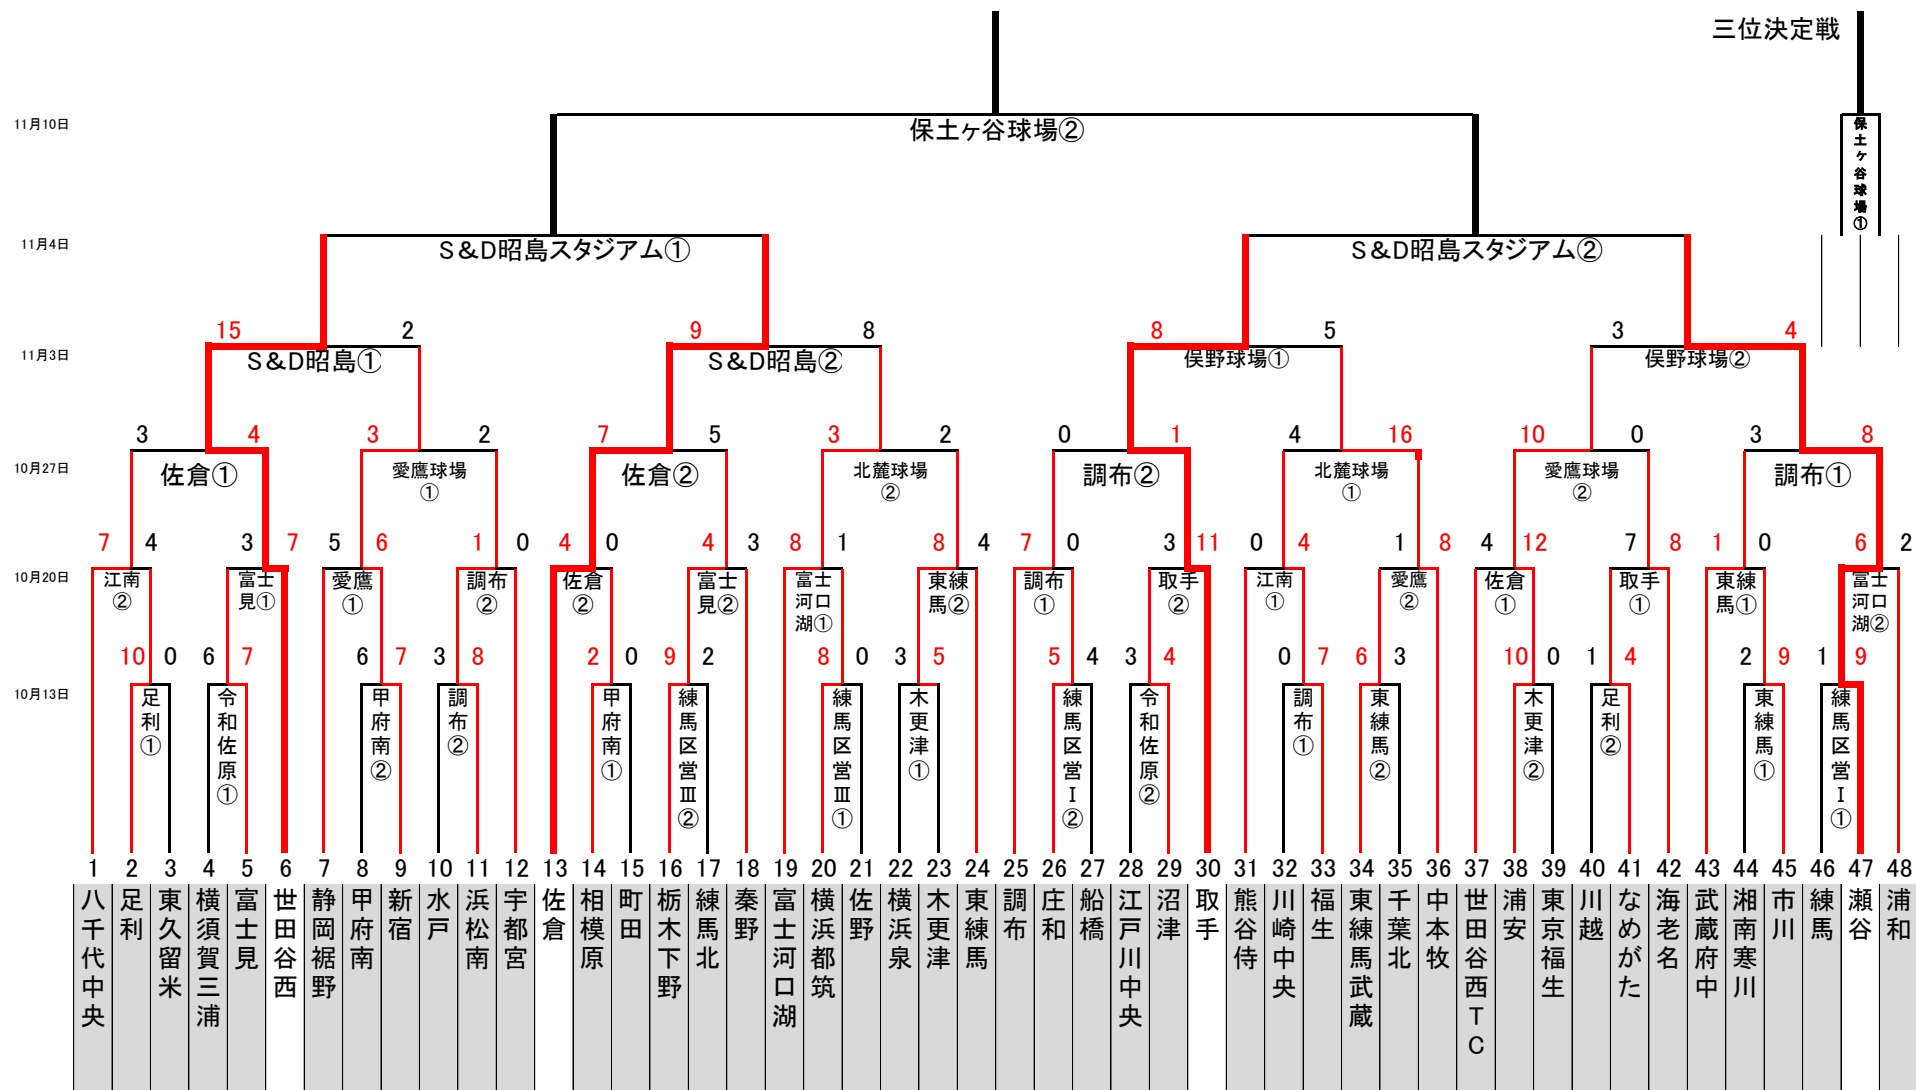 三位決定戦
11月10日
保土ヶ谷球場②
保土ヶ谷球場①
11月4日
S&D昭島スタジアム①
S&D昭島スタジアム②
15 2 9 8 8 5 3 4
11月3日
S&D昭島①
S&D昭島②
俣野球場①
俣野球場②
3 4 3 2 7 5 3 2 0 1 4 16 10 0 3 8
10月27日
佐倉①
愛鷹球場①
佐倉②
北麓球場②
調布②
北麓球場①
愛鷹球場②
調布①
7 4 3 7 5 6 1 0 4 0 4 3 8 1 8 4 7 0 3 11 0 4 1 8 4 12 7 8 1 0 6 2
10月20日
江南②
富士見①
愛鷹①
調布②
佐倉②
富士見②
富士河口湖①
東練馬②
調布①
取手②
江南①
愛鷹②
佐倉①
取手①
東練馬①
富士河口湖②
10 0 6 7 6 7 3 8 2 0 9 2 8 0 3 5 5 4 3 4 0 7 6 3 10 0 1 4 2 9 1 9
10月13日
足利①
令和佐原①
甲府南②
調布②
甲府南①
練馬区営Ⅲ②
練馬区営Ⅲ①
木更津①
練馬区営Ⅰ②
令和佐原②
調布①
東練馬②
木更津②
足利②
東練馬①
練馬区営Ⅰ①
1 2 3 4 5 6 7 8 9 10 11 12 13 14 15 16 17 18 19 20 21 22 23 24 25 26 27 28 29 30 31 32 33 34 35 36 37 38 39 40 41 42 43 44 45 46 47 48
八千代中央
足利
東久留米
横須賀三浦
富士見
世田谷西
静岡裾野
甲府南
新宿
水戸
浜松南
宇都宮
佐倉
相模原
町田
栃木下野
練馬北
秦野
富士河口湖
横浜都筑
佐野
横浜泉
木更津
東練馬
調布
庄和
船橋
江戸川中央
沼津
取手
熊谷侍
川崎中央
福生
東練馬武蔵
千葉北
中本牧
世田谷西TC
浦安
東京福生
川越
なめがた
海老名
武蔵府中
湘南寒川
市川
練馬
瀬谷
浦和